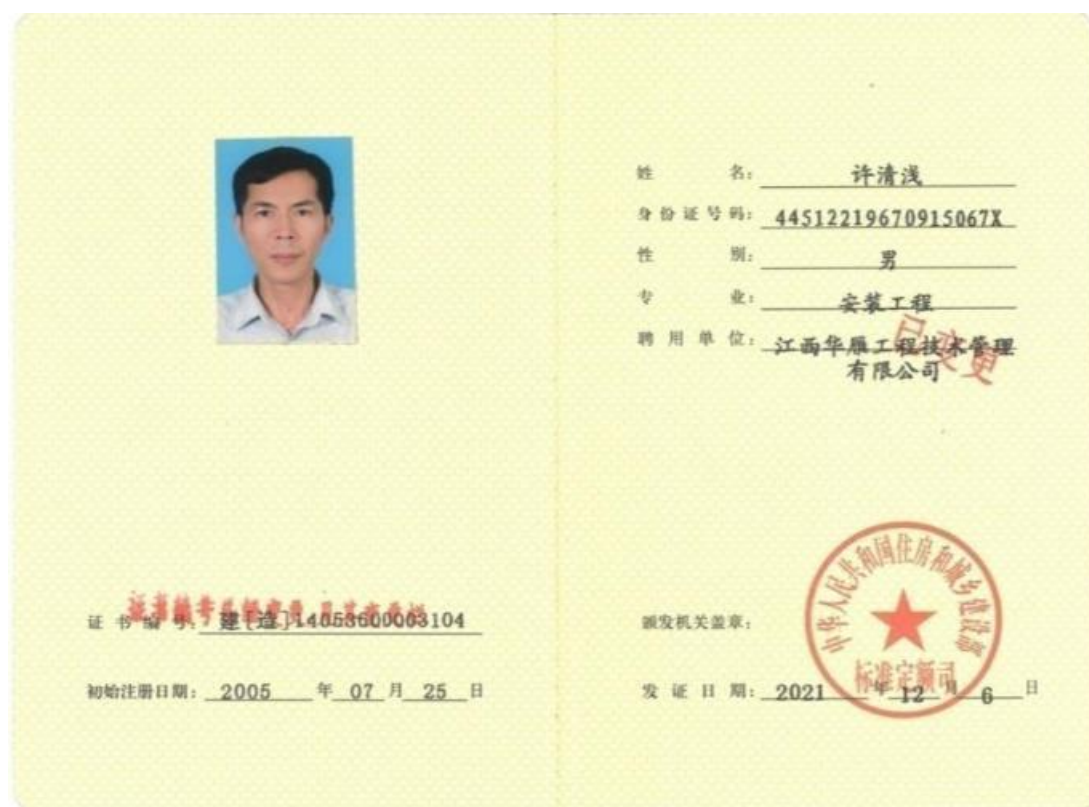 证书编号: 建[造]14053600003104
初始注册日期: 2005 年 07 月 25 日
姓 名: 许清浅
身份证号码: 44512219670915067X
性 别: 男
专 业: 安装工程
聘用单位: 江西华雁工程技术管理
有限公司
已变更
颁发机关盖章:
中华人民共和国住房和城乡建设部
标准定额司
发证日期: 2021 年 12 月 6 日